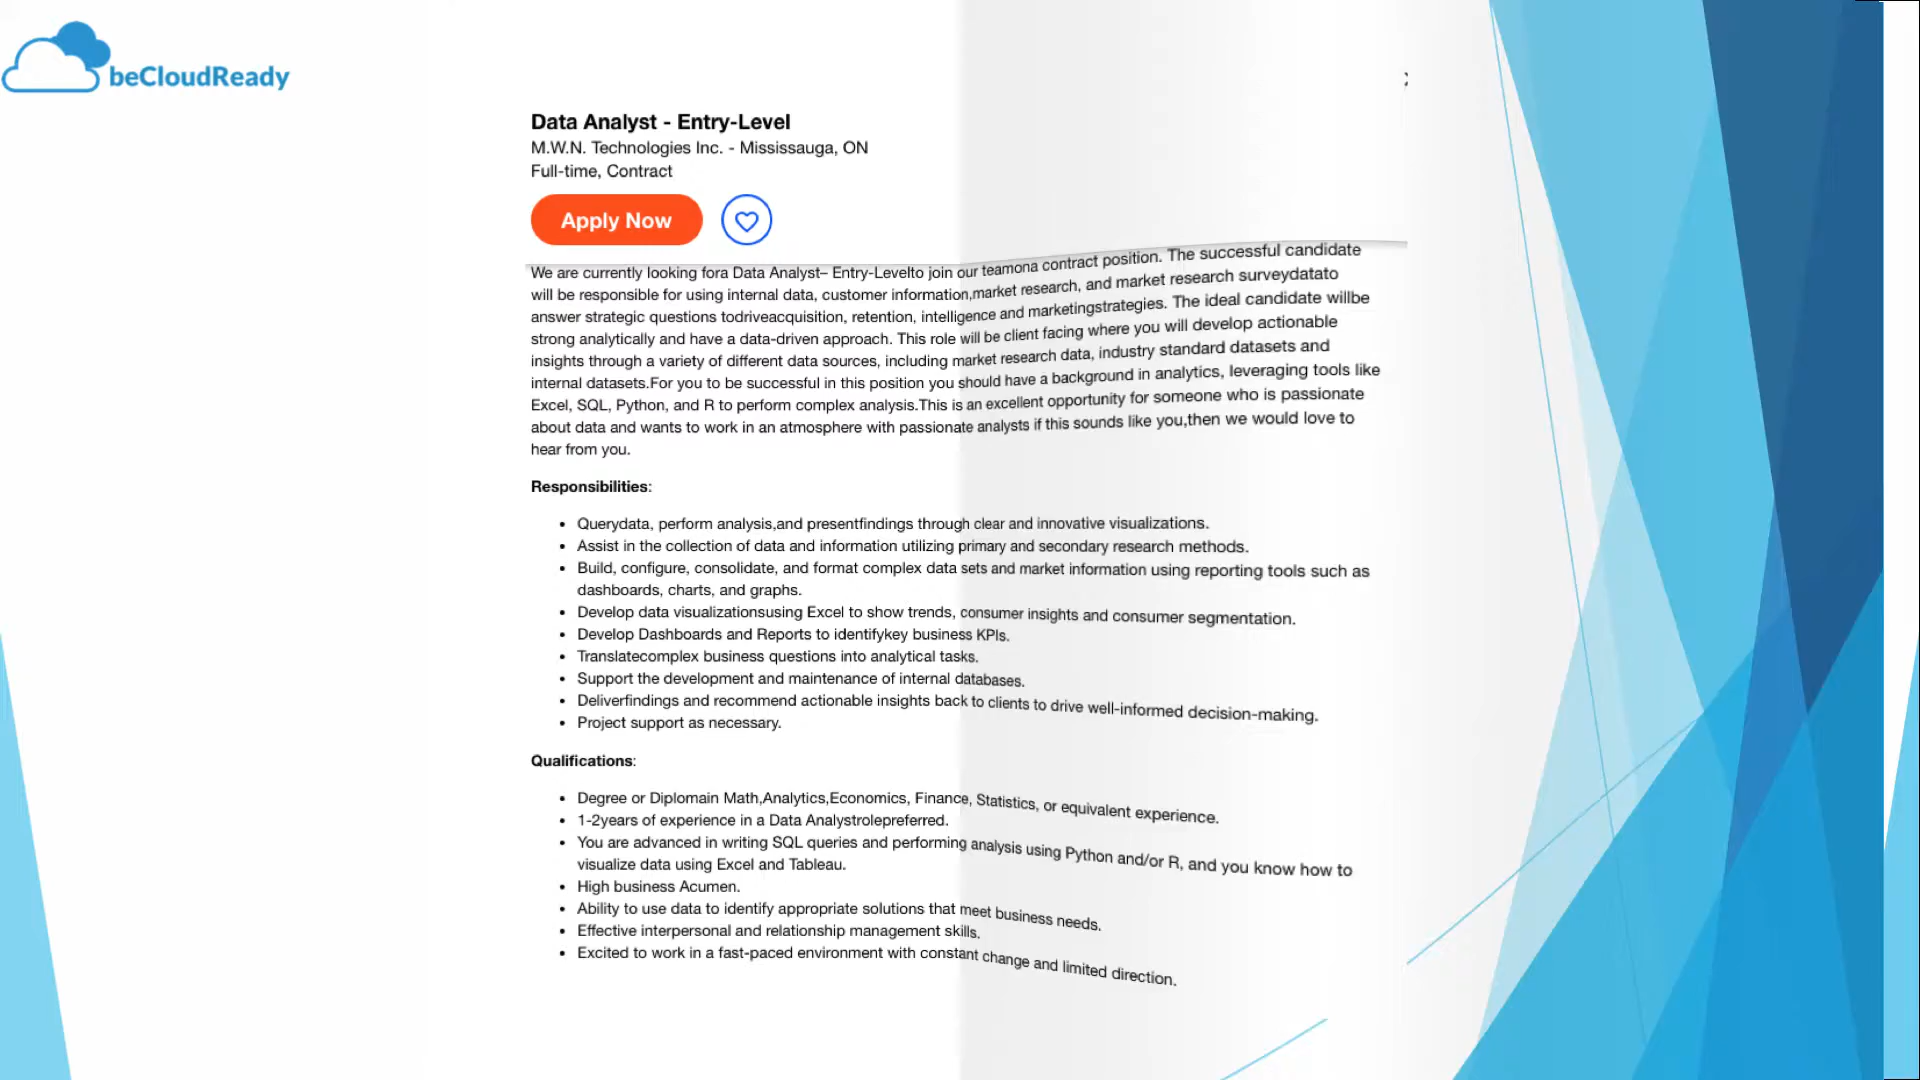 beCloudReady
Data Analyst - Entry-Level
M.W.N. Technologies Inc. - Mississauga, ON
Full-time, Contract
Apply Now
We are currently looking fora Data Analyst– Entry-Levelto join our teamona contract position. The successful candidate
will be responsible for using internal data, customer information,market research, and market research surveydatato
answer strategic questions todriveacquisition, retention, intelligence and marketingstrategies. The ideal candidate willbe
strong analytically and have a data-driven approach. This role will be client facing where you will develop actionable
insights through a variety of different data sources, including market research data, industry standard datasets and
internal datasets.For you to be successful in this position you should have a background in analytics, leveraging tools like
Excel, SQL, Python, and R to perform complex analysis.This is an excellent opportunity for someone who is passionate
about data and wants to work in an atmosphere with passionate analysts if this sounds like you,then we would love to
hear from you.
Responsibilities:
• Querydata, perform analysis,and presentfindings through clear and innovative visualizations.
• Assist in the collection of data and information utilizing primary and secondary research methods.
• Build, configure, consolidate, and format complex data sets and market information using reporting tools such as
dashboards, charts, and graphs.
• Develop data visualizationsusing Excel to show trends, consumer insights and consumer segmentation.
• Develop Dashboards and Reports to identifykey business KPIs.
• Translatecomplex business questions into analytical tasks.
• Support the development and maintenance of internal databases.
• Deliverfindings and recommend actionable insights back to clients to drive well-informed decision-making.
• Project support as necessary.
Qualifications:
• Degree or Diplomain Math,Analytics,Economics, Finance, Statistics, or equivalent experience.
• 1-2years of experience in a Data Analystrolepreferred.
• You are advanced in writing SQL queries and performing analysis using Python and/or R, and you know how to
visualize data using Excel and Tableau.
• High business Acumen.
• Ability to use data to identify appropriate solutions that meet business needs.
• Effective interpersonal and relationship management skills.
• Excited to work in a fast-paced environment with constant change and limited direction.